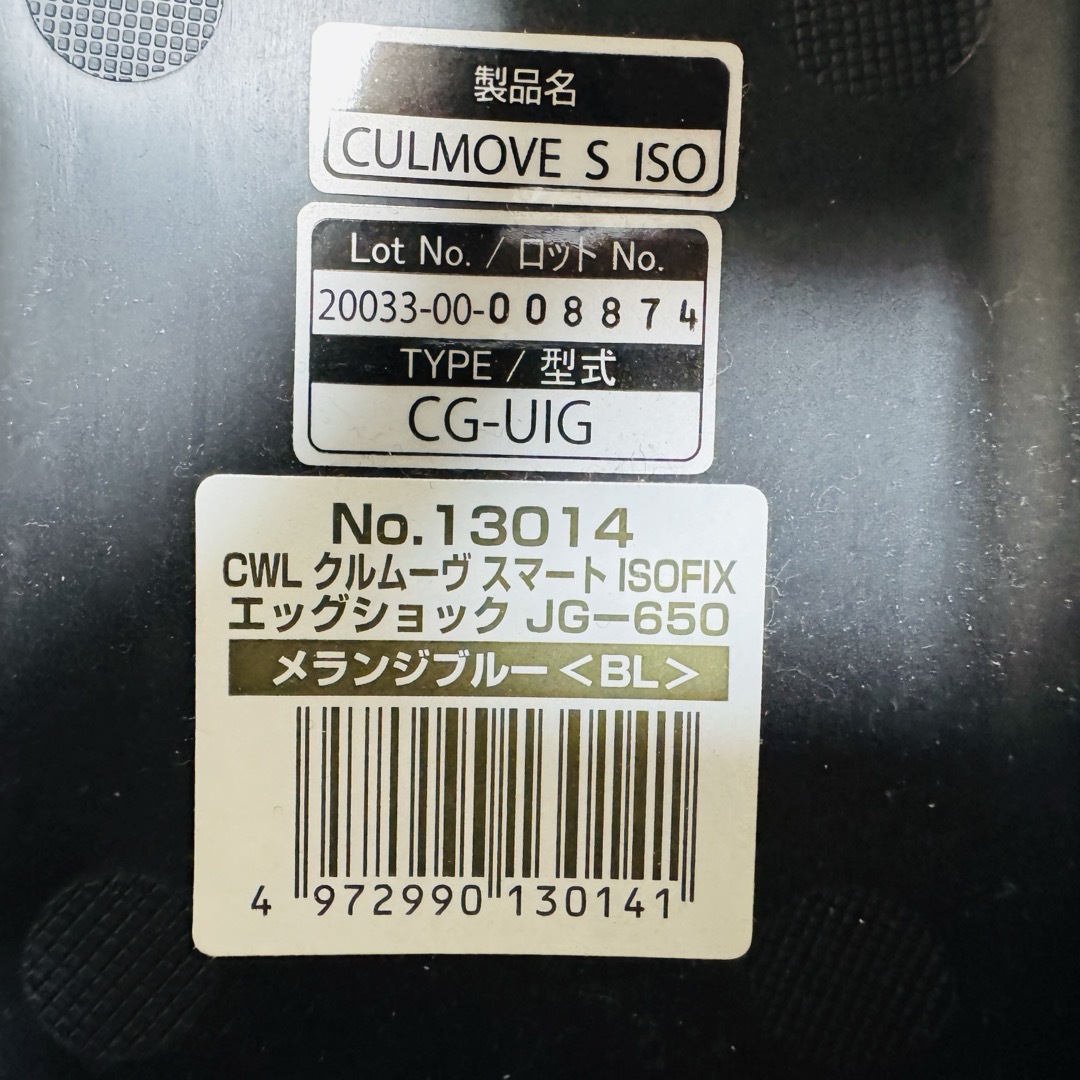 製品名
CULMOVE S ISO
Lot No. / ロット No.
20033-00-008874
TYPE / 型式
CG-UIG
No.13014
CWL クルムーヴ スマート ISOFIX
エッグショック JG-650
メランジブルー<BL>
4 972990 130141